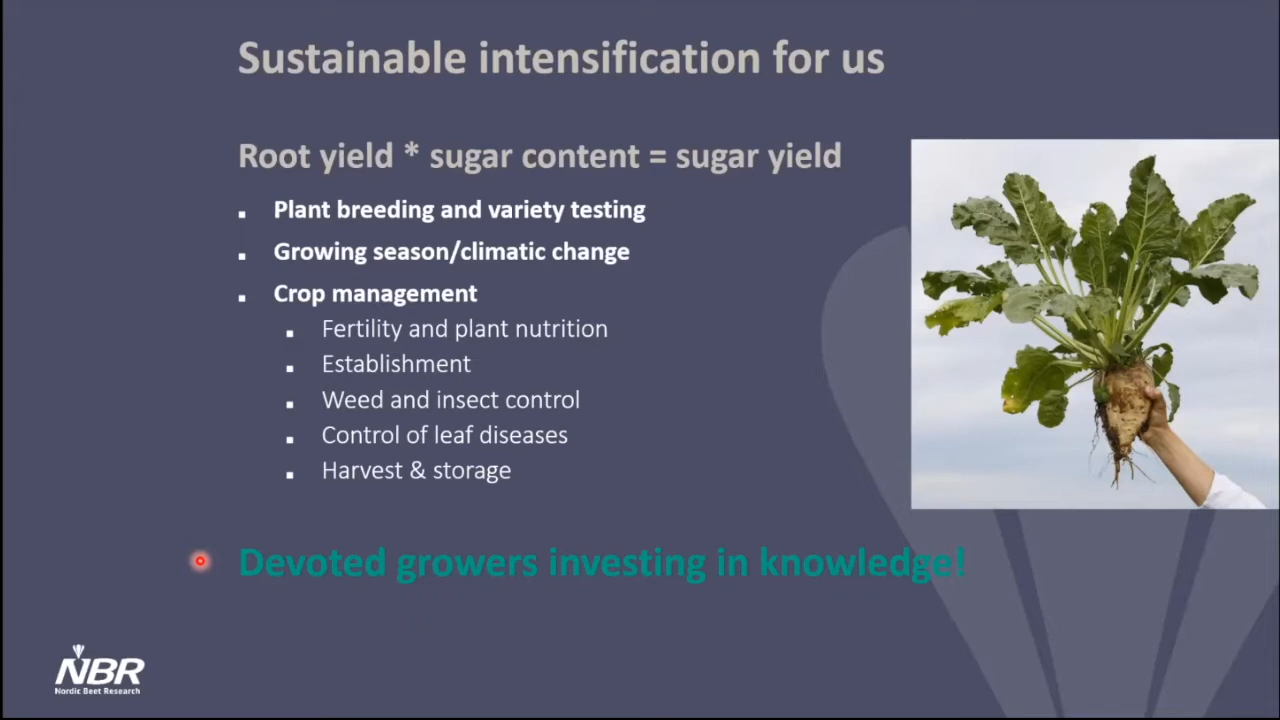 Sustainable intensification for us
Root yield * sugar content = sugar yield
Plant breeding and variety testing
Growing season/climatic change
Crop management
Fertility and plant nutrition
Establishment
Weed and insect control
Control of leaf diseases
Harvest & storage
Devoted growers investing in knowledge!
NBR
Nordic Beet Research